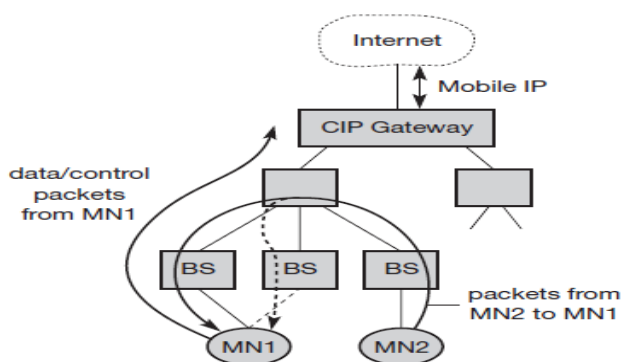 Internet
Mobile IP
CIP Gateway
data/control
packets
from MN1
BS
BS
BS
packets from
MN2 to MN1
MN1
MN2